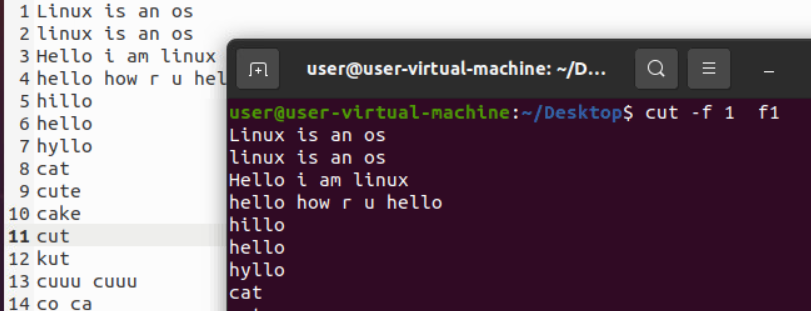 1 Linux is an os
2 linux is an os
3 Hello i am linux
4 hello how r u hel
5 hillo
6 hello
7 hyllo
8 cat
9 cute
10 cake
11 cut
12 kut
13 cuuu cuuu
14 co ca
user@user-virtual-machine: ~/D...
user@user-virtual-machine:~/Desktop$ cut -f 1  f1
Linux is an os
linux is an os
Hello i am linux
hello how r u hello
hillo
hello
hyllo
cat